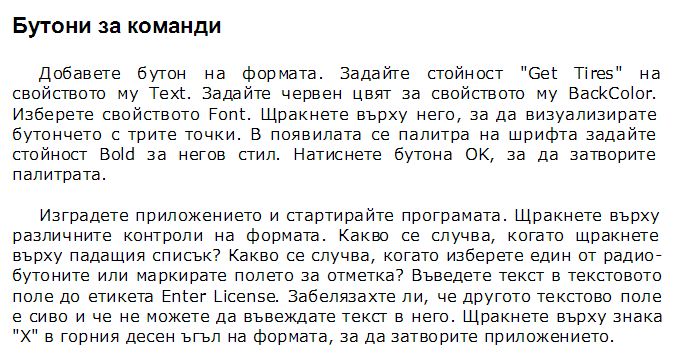 Бутони за команди
Добавете бутон на формата. Задайте стойност "Get Tires" на
свойството му Text. Задайте червен цвят за свойството му BackColor.
Изберете свойството Font. Щракнете върху него, за да визуализирате
бутончето с трите точки. В появилата се палитра на шрифта задайте
стойност Bold за негов стил. Натиснете бутона OK, за да затворите
палитрата.
Изградете приложението и стартирайте програмата. Щракнете върху
различните контроли на формата. Какво се случва, когато щракнете
върху падащия списък? Какво се случва, когато изберете един от радио-
бутоните или маркирате полето за отметка? Въведете текст в текстовото
поле до етикета Enter License. Забелязахте ли, че другото текстово поле
е сиво и че не можете да въвеждате текст в него. Щракнете върху знака
"X" в горния десен ъгъл на формата, за да затворите приложението.